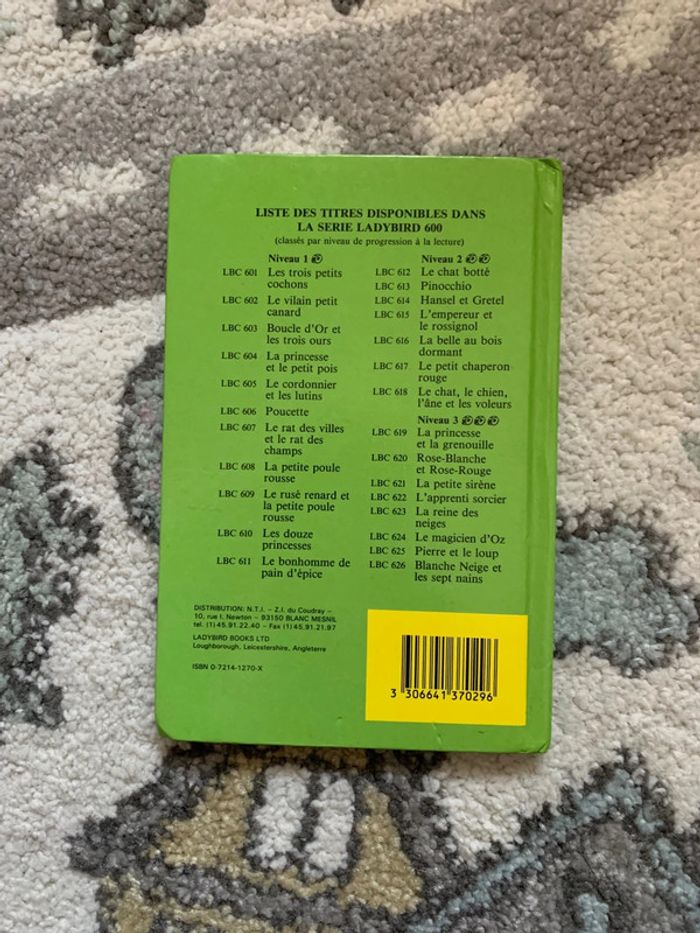 LISTE DES TITRES DISPONIBLES DANS
LA SERIE LADYBIRD 600
(classés par niveau de progression à la lecture)
Niveau 1
LBC 601 Les trois petits
cochons
LBC 602 Le vilain petit
canard
LBC 603 Boucle d'Or et
les trois ours
LBC 604 La princesse
et le petit pois
LBC 605 Le cordonnier
et les lutins
LBC 606 Poucette
LBC 607 Le rat des villes
et le rat des
champs
LBC 608 La petite poule
rousse
LBC 609 Le rusé renard et
la petite poule
rousse
LBC 610 Les douze
princesses
LBC 611 Le bonhomme de
pain d'épice
Niveau 2
LBC 612 Le chat botté
LBC 613 Pinocchio
LBC 614 Hansel et Gretel
LBC 615 L'empereur et
le rossignol
LBC 616 La belle au bois
dormant
LBC 617 Le petit chaperon
rouge
LBC 618 Le chat, le chien,
l'âne et les voleurs
Niveau 3
LBC 619 La princesse
et la grenouille
LBC 620 Rose-Blanche
et Rose-Rouge
LBC 621 La petite sirène
LBC 622 L'apprenti sorcier
LBC 623 La reine des
neiges
LBC 624 Le magicien d'Oz
LBC 625 Pierre et le loup
LBC 626 Blanche Neige et
les sept nains
DISTRIBUTION: N.T.I. - Z.I. du Coudray -
10, rue I. Newton - 93150 BLANC MESNIL
tel. (1) 45.91.22.40 - Fax (1) 45.91.21.97
LADYBIRD BOOKS LTD
Loughborough, Leicestershire, Angleterre
ISBN 0-7214-1270-X
3 306641 370296